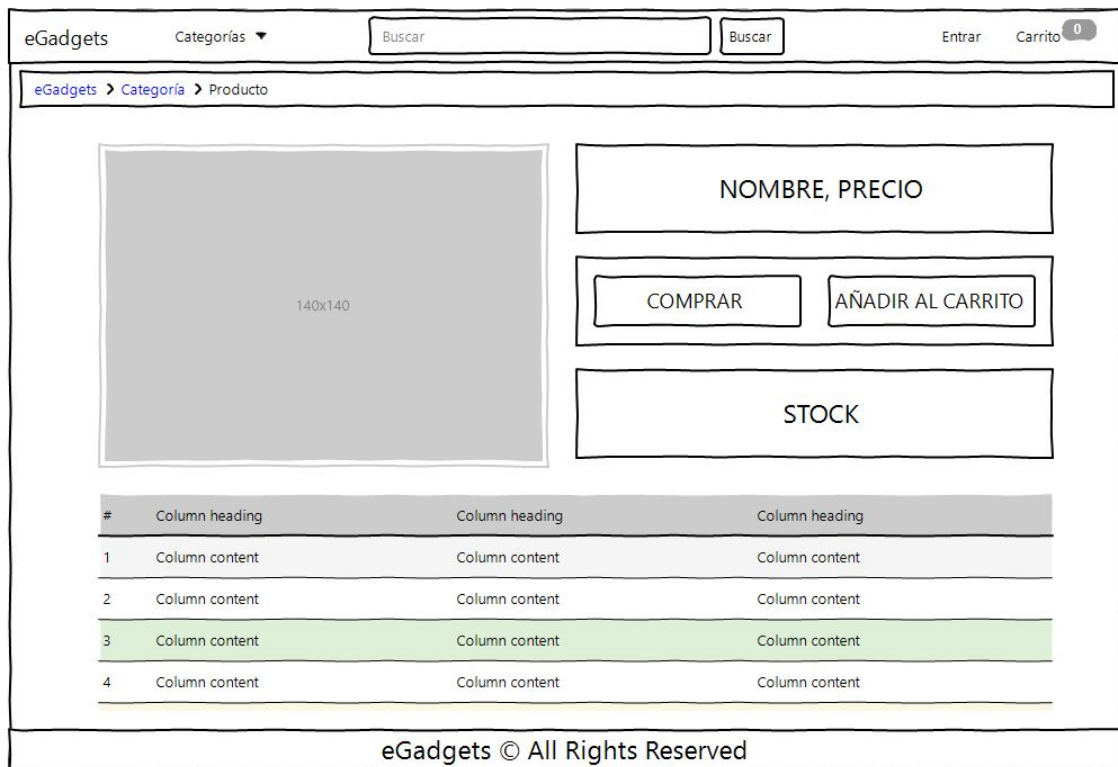 eGadgets Categorías Buscar Buscar Entrar Carrito 0
eGadgets Categoría Producto
NOMBRE, PRECIO
140x140
COMPRAR AÑADIR AL CARRITO
STOCK
# Column heading Column heading Column heading
1 Column content Column content Column content
2 Column content Column content Column content
3 Column content Column content Column content
4 Column content Column content Column content
eGadgets © All Rights Reserved